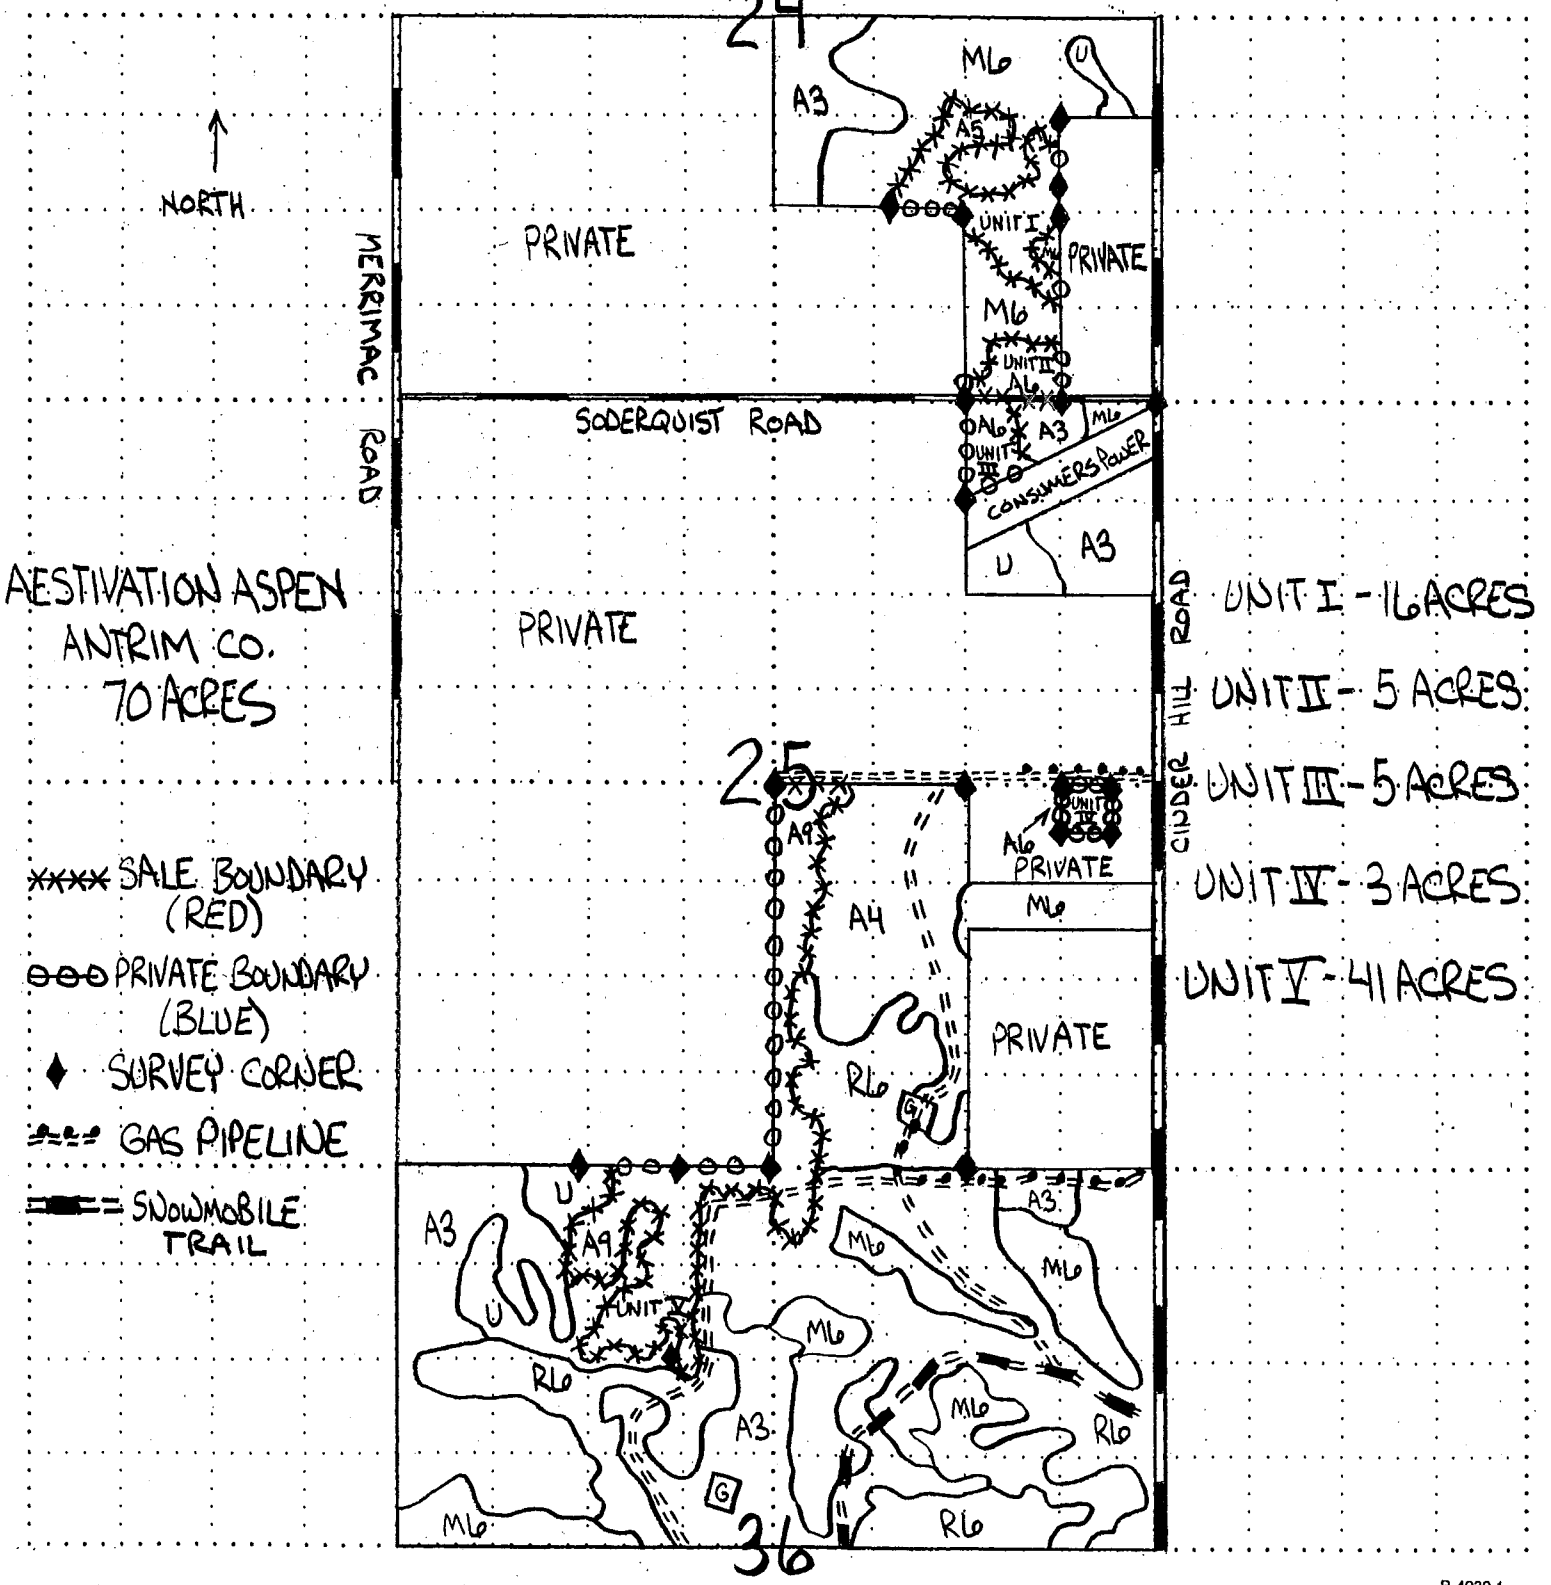 24
M6
U
A3
A5
NORTH
UNIT I
PRIVATE
PRIVATE
MERRIMAC ROAD
M6
UNIT II
A6
SODERQUIST ROAD
A6
A3
M6
UNIT
III
CONSUMERS POWER
U
A3
AESTIVATION ASPEN
ANTRIM CO.
70 ACRES
PRIVATE
CINDER HILL ROAD
UNIT I - 16 ACRES
UNIT II - 5 ACRES
UNIT III - 5 ACRES
UNIT IV - 3 ACRES
UNIT V - 41 ACRES
25
A9
UNIT
IV
A6
PRIVATE
M6
A4
XXXX SALE BOUNDARY
(RED)
PRIVATE BOUNDARY
(BLUE)
SURVEY CORNER
GAS PIPELINE
SNOWMOBILE
TRAIL
PRIVATE
R6
G
U
A3
A9
A3
M6
M6
U
UNIT V
M6
R6
M6
A3
R6
G
M6
R6
36